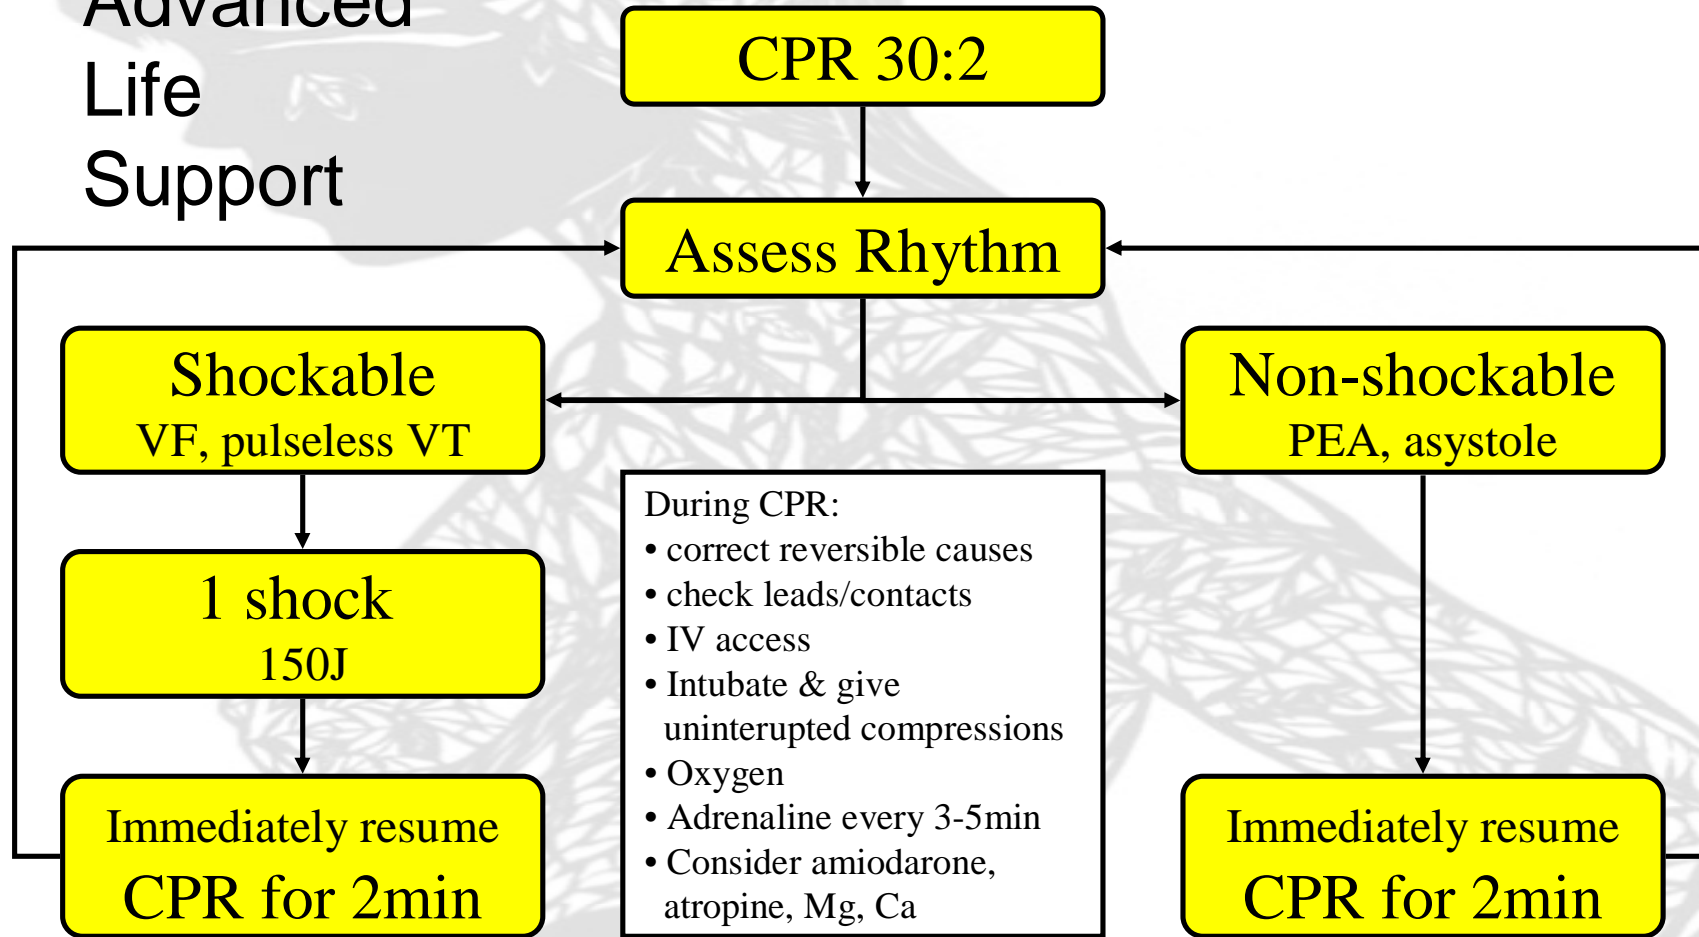 Advanced
Life
Support
CPR 30:2
Assess Rhythm
Shockable
VF, pulseless VT
Non-shockable
PEA, asystole
1 shock
150J
During CPR:
• correct reversible causes
• check leads/contacts
• IV access
• Intubate & give
uninterupted compressions
• Oxygen
• Adrenaline every 3-5min
• Consider amiodarone,
atropine, Mg, Ca
Immediately resume
CPR for 2min
Immediately resume
CPR for 2min